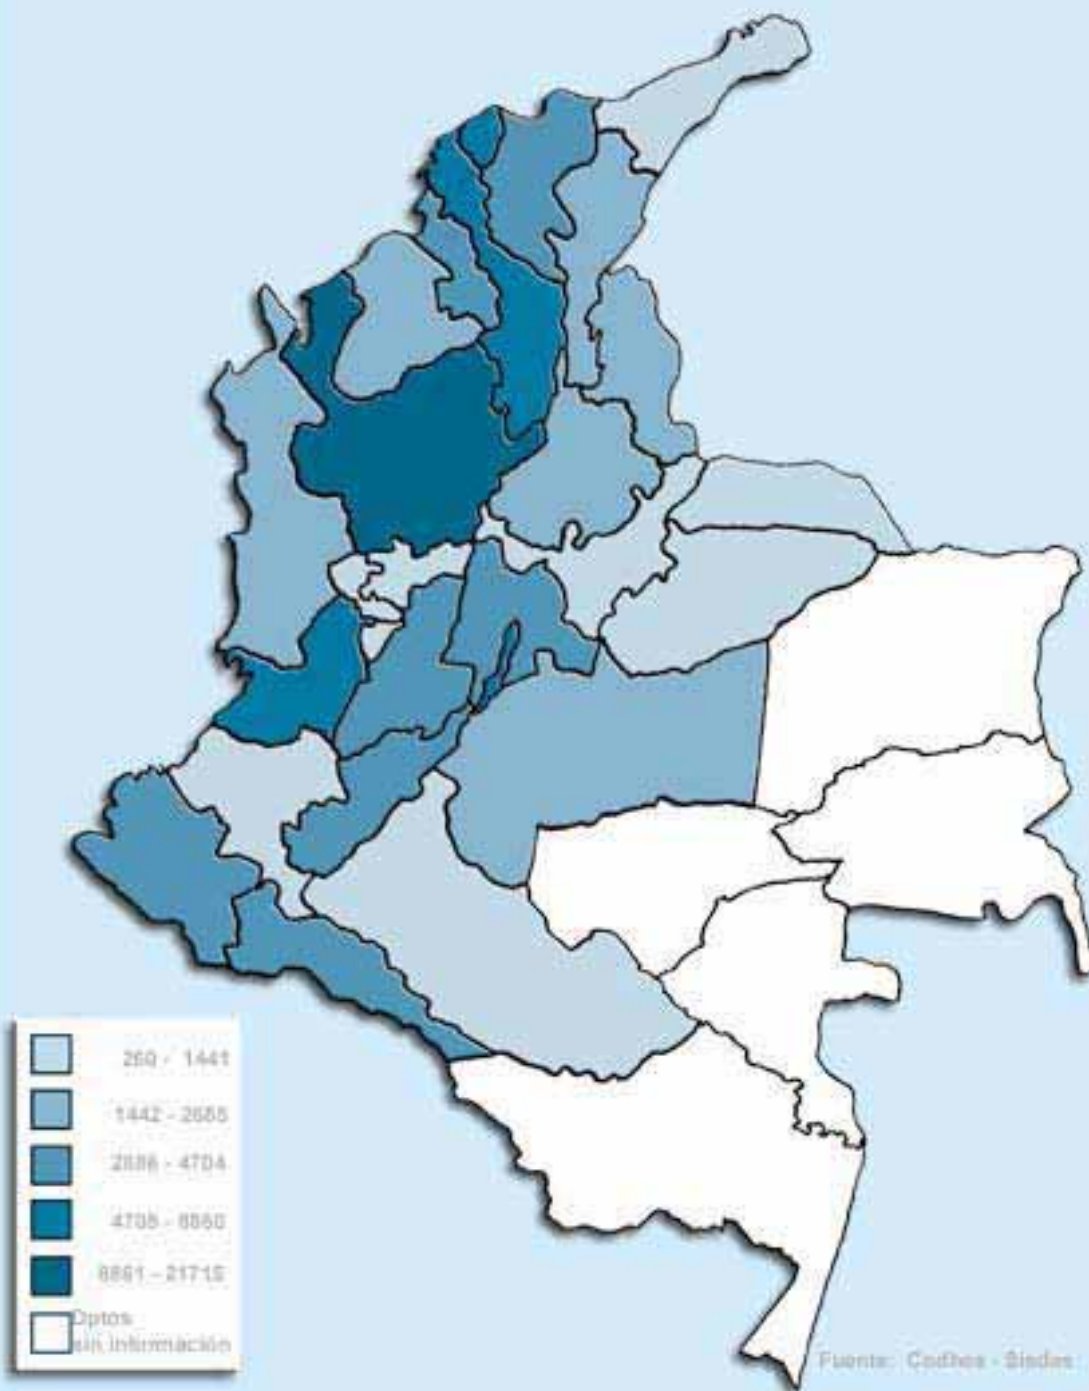 260 - 1441
1442 - 2685
2686 - 4704
4705 - 8860
8861 - 21715
Dptos
sin información
Fuente: Codhes - Sisdes